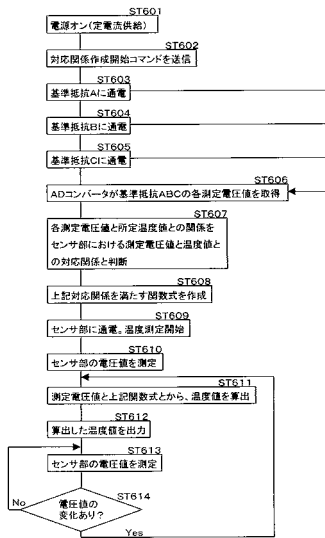 ST601
電源オン(定電流供給)
ST602
対応関係作成開始コマンドを送信
ST603
基準抵抗Aに通電
ST604
基準抵抗Bに通電
ST605
基準抵抗Cに通電
ST606
ADコンバータが基準抵抗ABCの各測定電圧値を取得
ST607
各測定電圧値と所定温度値との関係を
センサ部における測定電圧値と温度値と
の対応関係と判断
ST608
上記対応関係を満たす関数式を作成
ST609
センサ部に通電。温度測定開始
ST610
センサ部の電圧値を測定
ST611
測定電圧値と上記関数式とから、温度値を算出
ST612
算出した温度値を出力
ST613
センサ部の電圧値を測定
ST614
No
電圧値の
変化あり?
Yes